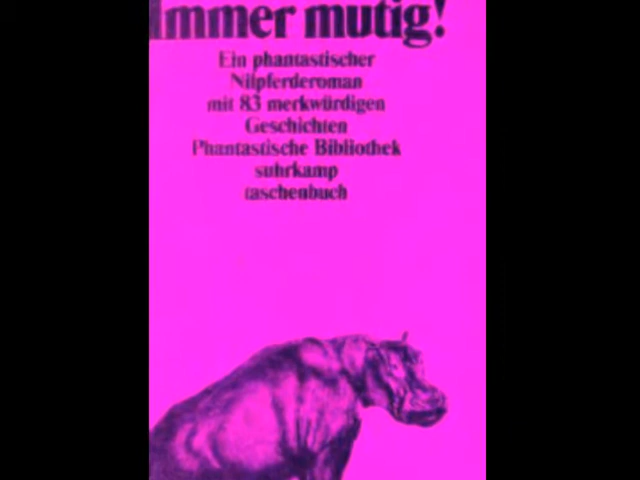 Immer mutig!
Ein phantastischer
Nilpferderoman
mit 83 merkwürdigen
Geschichten
Phantastische Bibliothek
suhrkamp
taschenbuch